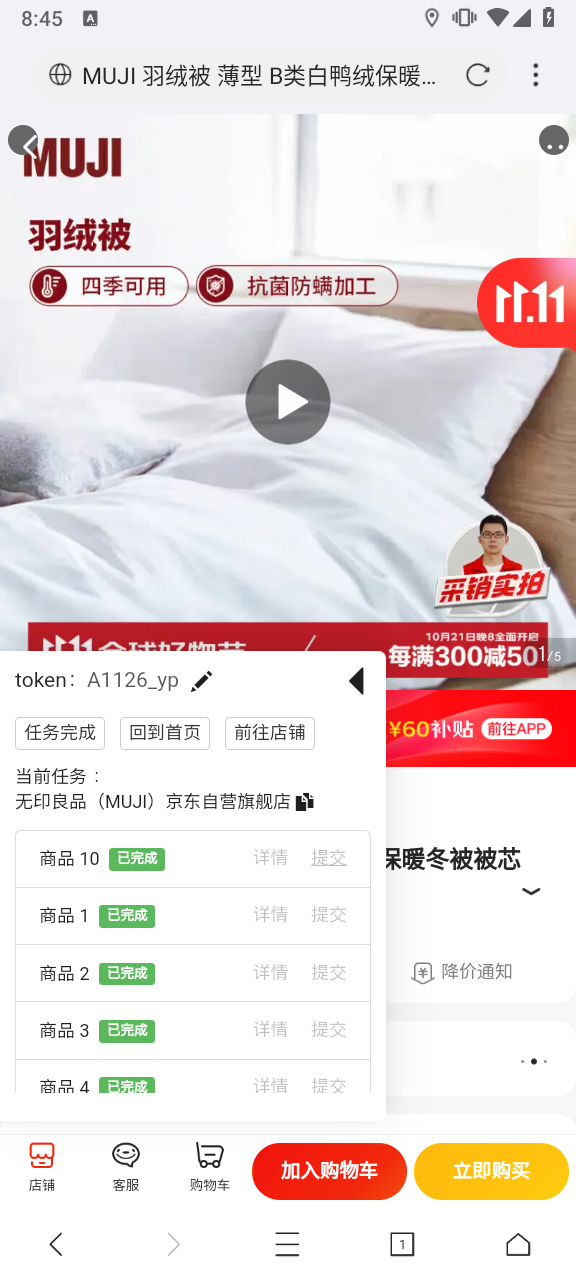 8:45
A
MUJI 羽绒被 薄型 B类白鸭绒保暖...
MUJI
羽绒被
四季可用
抗菌防螨加工
11.11
采销实拍
10月21日晚8全面开启
每满300减50
1/5
token： A1126_yp
¥60补贴
前往APP
任务完成
回到首页
前往店铺
当前任务：
无印良品（MUJI）京东自营旗舰店
商品 10 已完成 详情 提交
保暖冬被被芯
商品 1 已完成 详情 提交
商品 2 已完成 详情 提交
降价通知
商品 3 已完成 详情 提交
商品 4 已完成 详情 提交
店铺
客服
购物车
加入购物车
立即购买
1